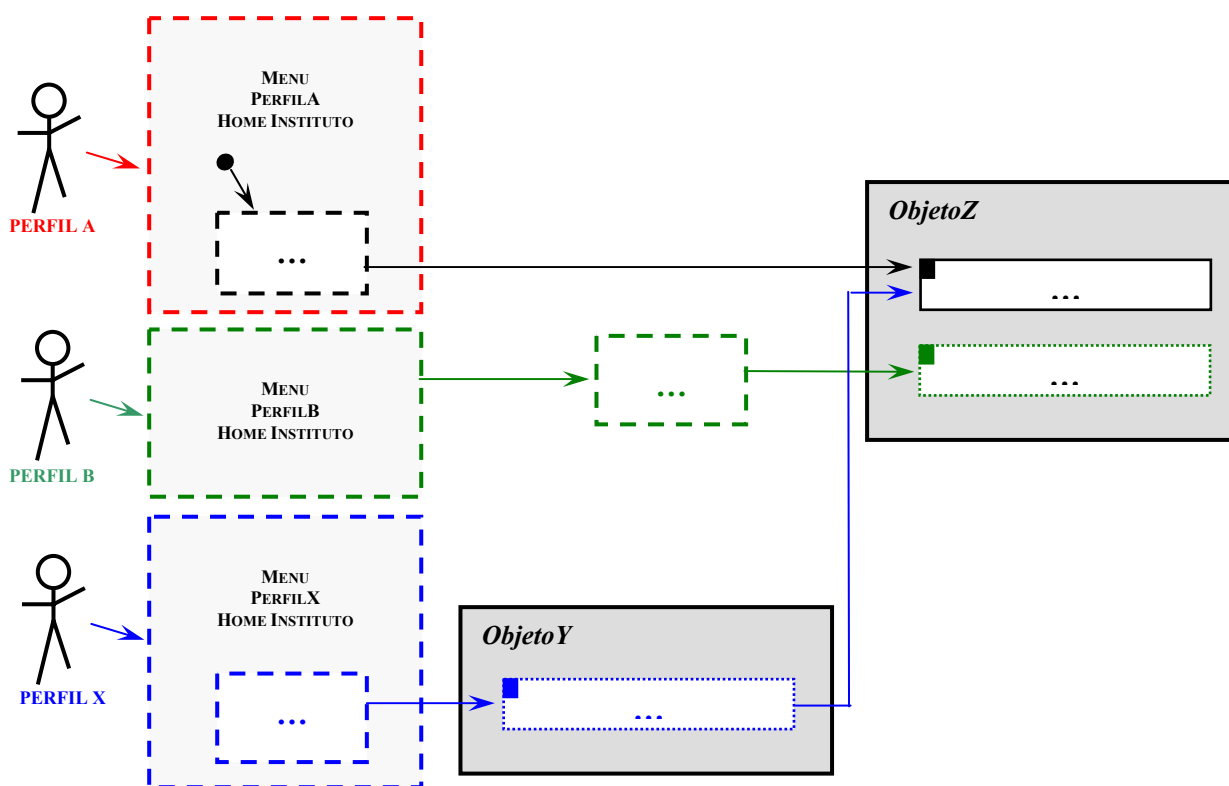 MENU
PERFILA
HOME INSTITUTO
PERFIL A
...
ObjetoZ
...
...
MENU
PERFILB
HOME INSTITUTO
PERFIL B
...
MENU
PERFILX
HOME INSTITUTO
PERFIL X
...
ObjetoY
...